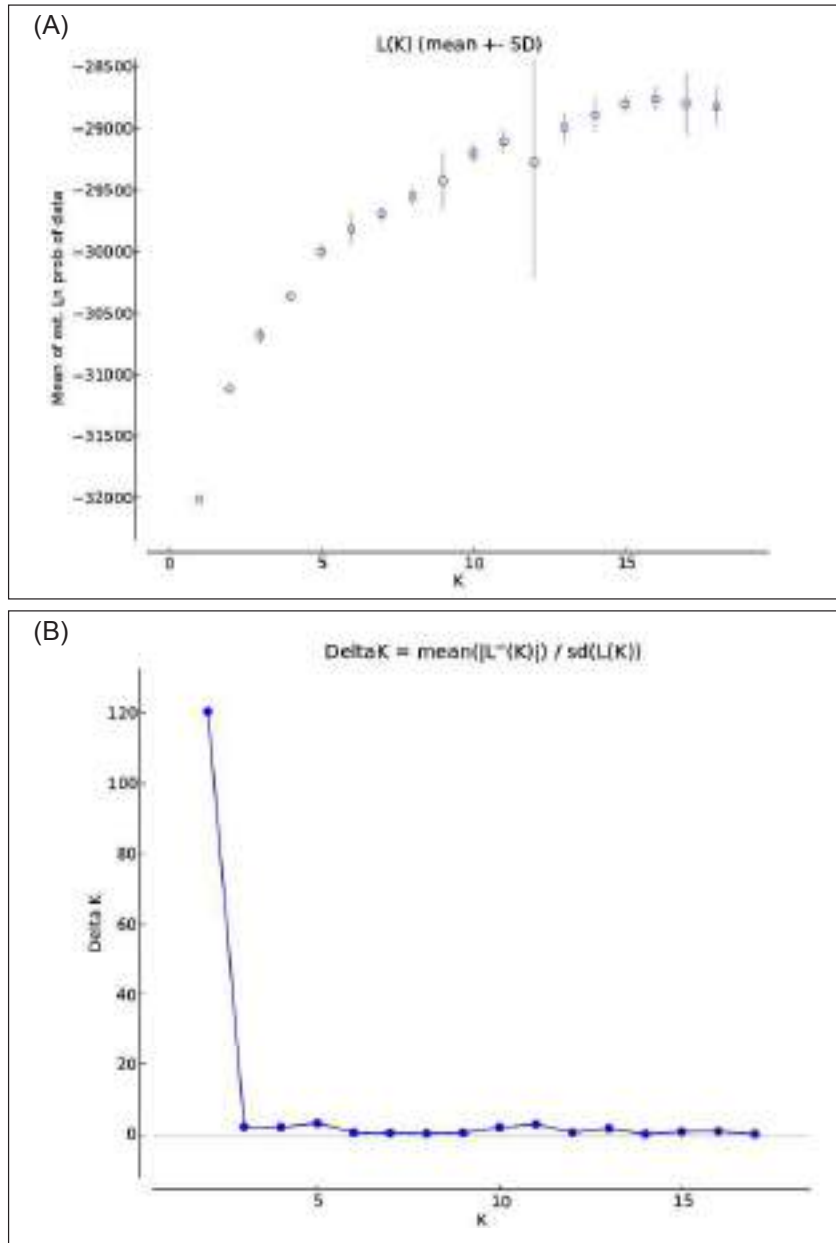 (A)
L(K) (mean +- SD)
Mean of est. Ln prob of data
−28500
−29000
−29500
−30000
−30500
−31000
−31500
−32000
0
5
10
15
K
(B)
DeltaK = mean(|L"(K)|) / sd(L(K))
Delta K
120
100
80
60
40
20
0
5
10
15
K